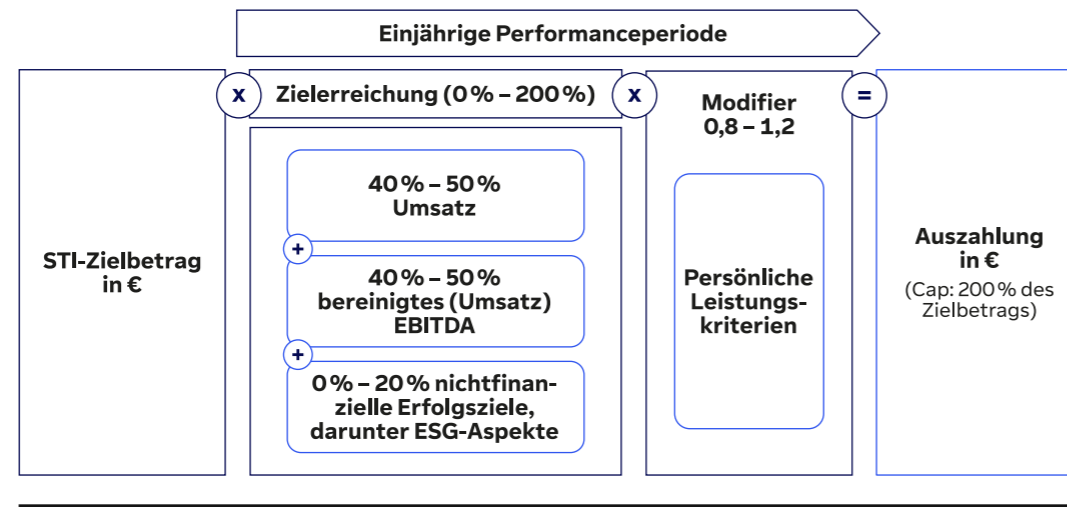 Einjährige Performanceperiode
STI-Zielbetrag
in €
x
Zielerreichung (0 % – 200 %)
40 % – 50 %
Umsatz
+
40 % – 50 %
bereinigtes (Umsatz)
EBITDA
+
0 % – 20 % nichtfinan-
zielle Erfolgsziele,
darunter ESG-Aspekte
x
Modifier
0,8 – 1,2
Persönliche
Leistungs-
kriterien
=
Auszahlung
in €
(Cap: 200 % des
Zielbetrags)